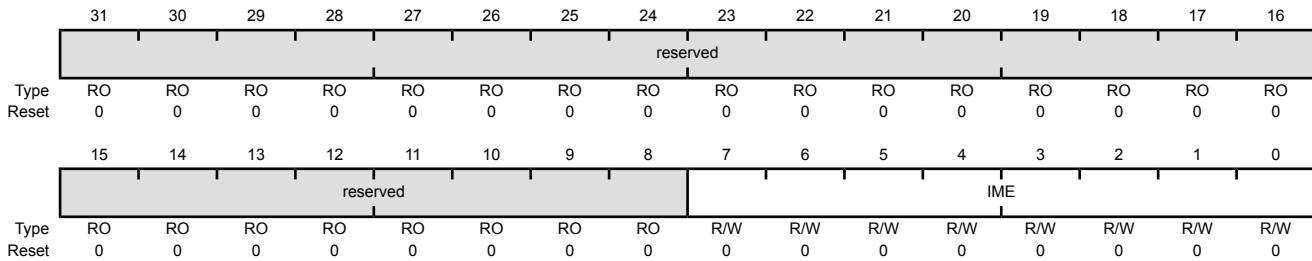 31 30 29 28 27 26 25 24 23 22 21 20 19 18 17 16
reserved
Type RO RO RO RO RO RO RO RO RO RO RO RO RO RO RO RO
Reset 0 0 0 0 0 0 0 0 0 0 0 0 0 0 0 0
15 14 13 12 11 10 9 8 7 6 5 4 3 2 1 0
reserved IME
Type RO RO RO RO RO RO RO RO R/W R/W R/W R/W R/W R/W R/W R/W
Reset 0 0 0 0 0 0 0 0 0 0 0 0 0 0 0 0